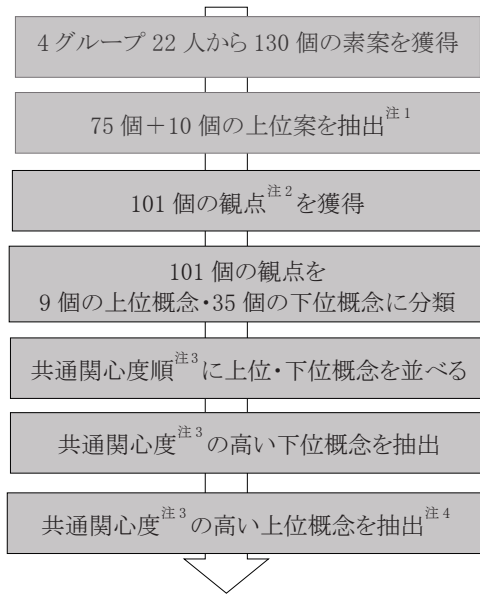 4グループ 22 人から 130 個の素案を獲得
75 個＋10 個の上位案を抽出注1
101 個の観点注2を獲得
101 個の観点を
9 個の上位概念・35 個の下位概念に分類
共通関心度順注3に上位・下位概念を並べる
共通関心度注3の高い下位概念を抽出
共通関心度注3の高い上位概念を抽出注4